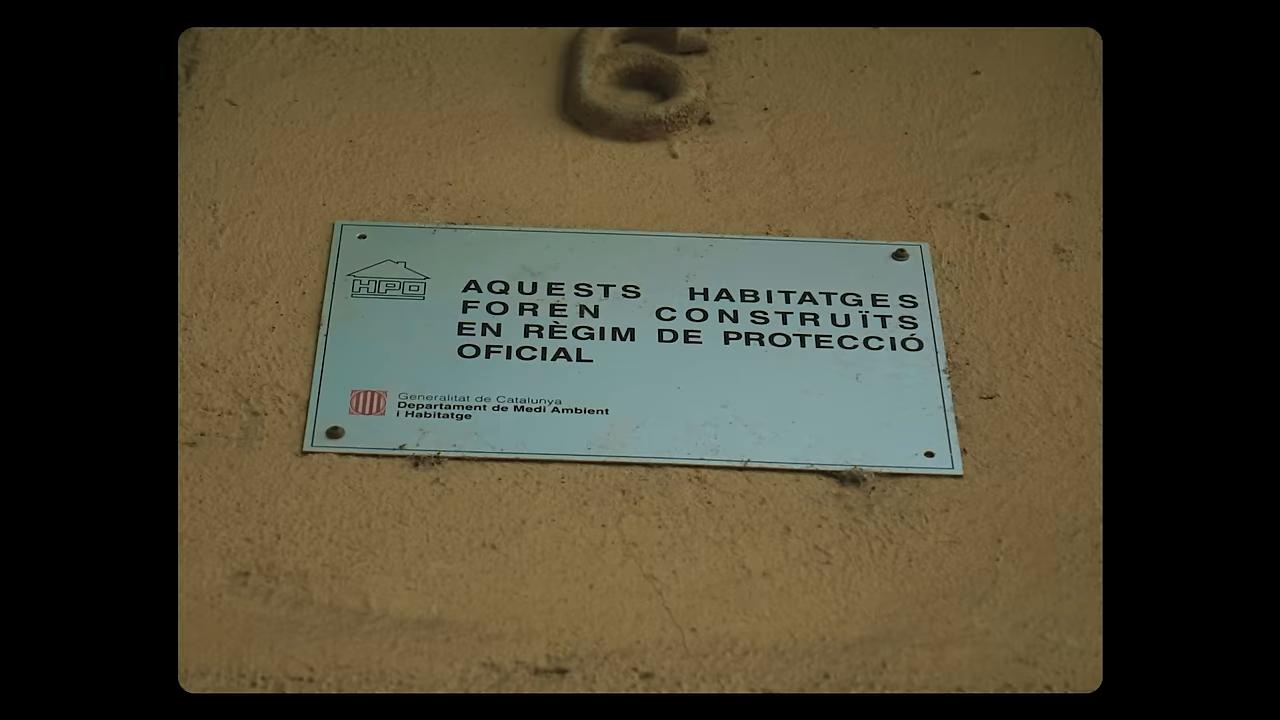 6
HPO
AQUESTS HABITATGES
FOREN CONSTRUÏTS
EN RÈGIM DE PROTECCIÓ
OFICIAL
Generalitat de Catalunya
Departament de Medi Ambient
i Habitatge